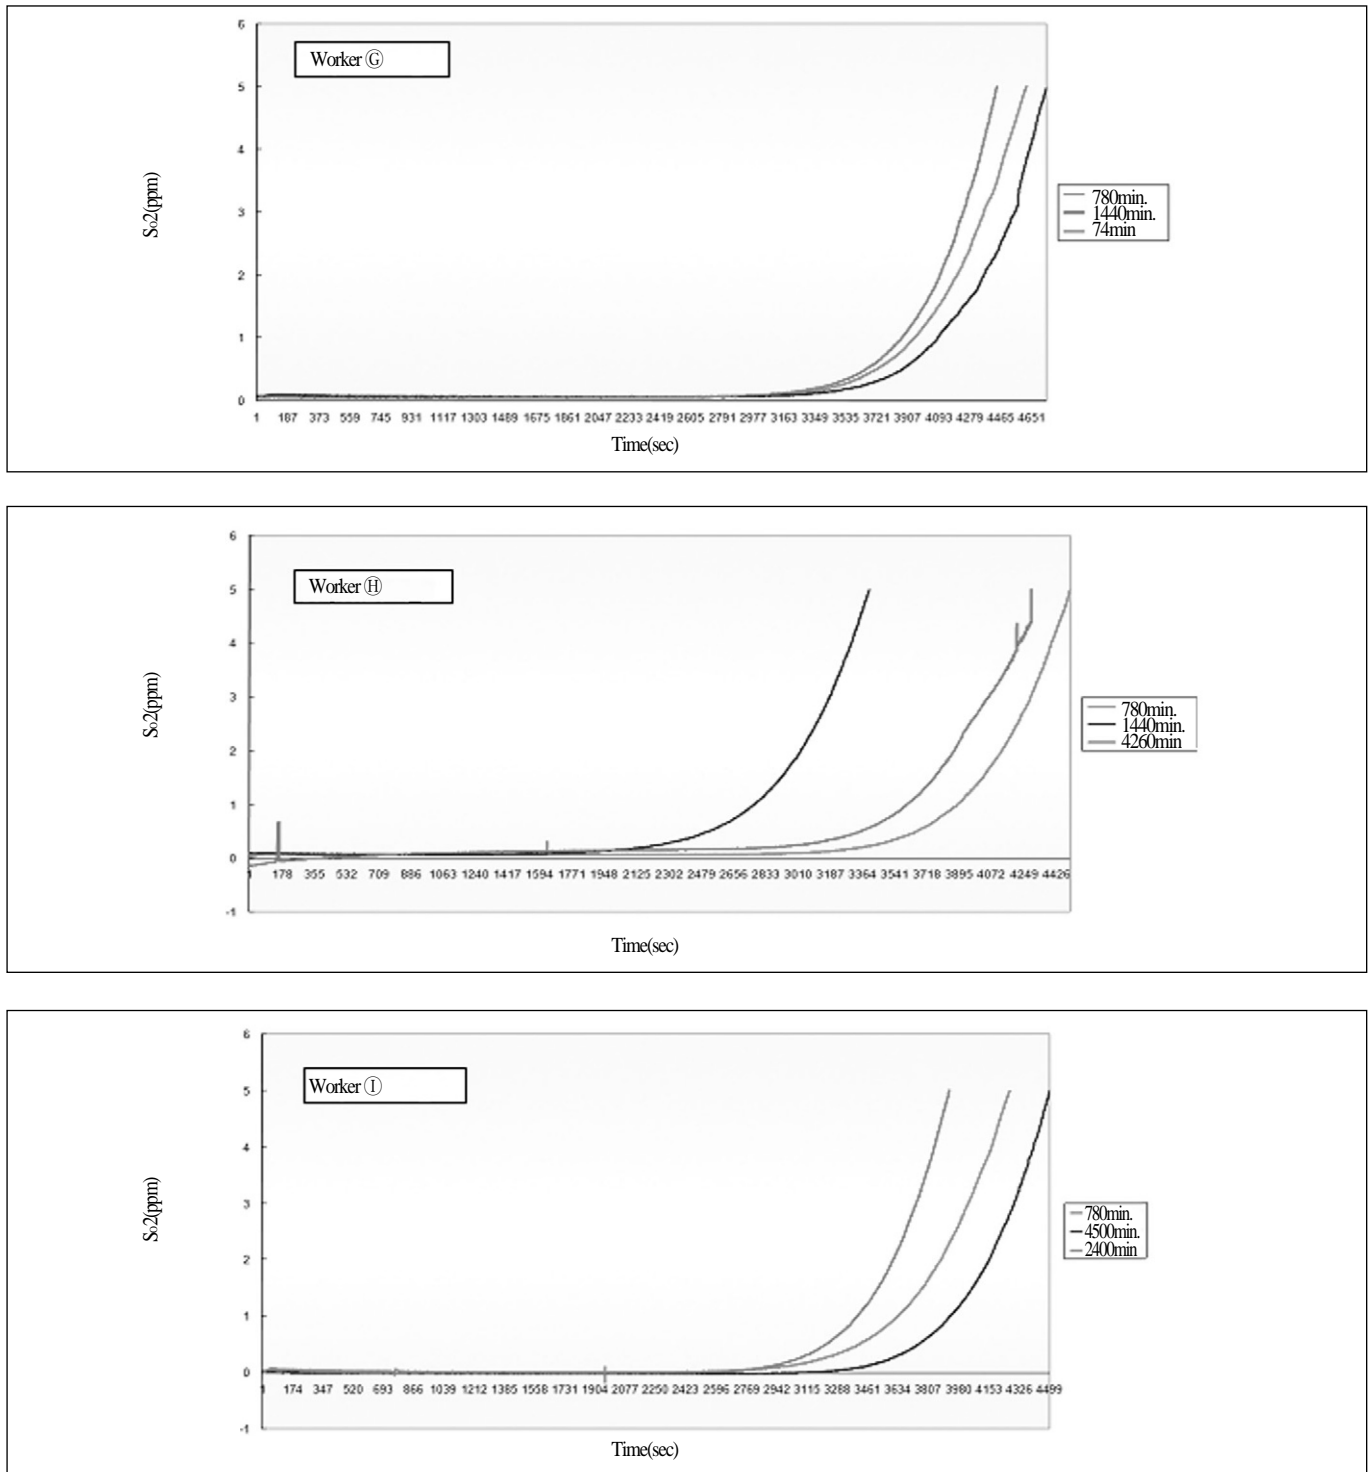 6
Worker Ⓖ
5
4
3
2
1
0
So2(ppm)
1 187 373 559 745 931 1117 1303 1489 1675 1861 2047 2233 2419 2605 2791 2977 3163 3349 3535 3721 3907 4093 4279 4465 4651
Time(sec)
780min.
1440min.
74min
6
Worker Ⓗ
5
4
3
2
1
0
-1
So2(ppm)
1 178 355 532 709 886 1063 1240 1417 1594 1771 1948 2125 2302 2479 2656 2833 3010 3187 3364 3541 3718 3895 4072 4249 4426
Time(sec)
780min.
1440min.
4260min
6
Worker Ⓘ
5
4
3
2
1
0
-1
So2(ppm)
1 174 347 520 693 866 1039 1212 1385 1558 1731 1904 2077 2250 2423 2596 2769 2942 3115 3288 3461 3634 3807 3980 4153 4326 4499
Time(sec)
780min.
4500min.
2400min